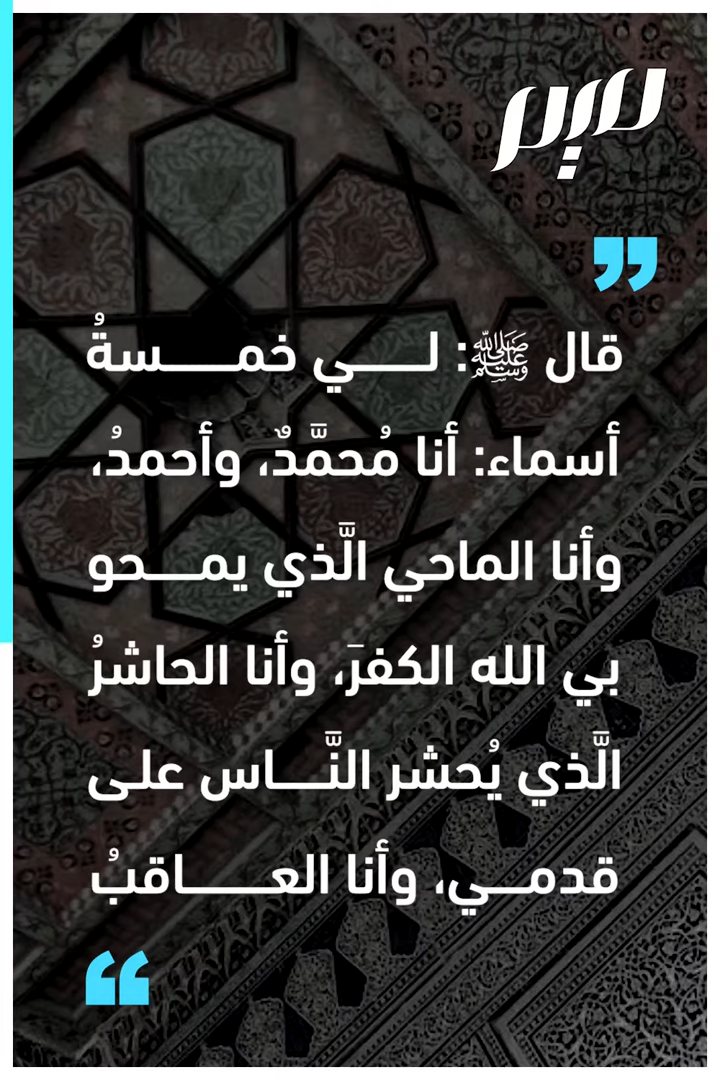 سير
قال ﷺ: لـــي خمـــسةُ
أسماء: أنا مُحمَّدٌ، وأحمدُ،
وأنا الماحي الَّذي يمـــحو
بي الله الكفرَ، وأنا الحاشرُ
الَّذي يُحشر النَّـــاس على
قدمـــي، وأنا العـــاقبُ